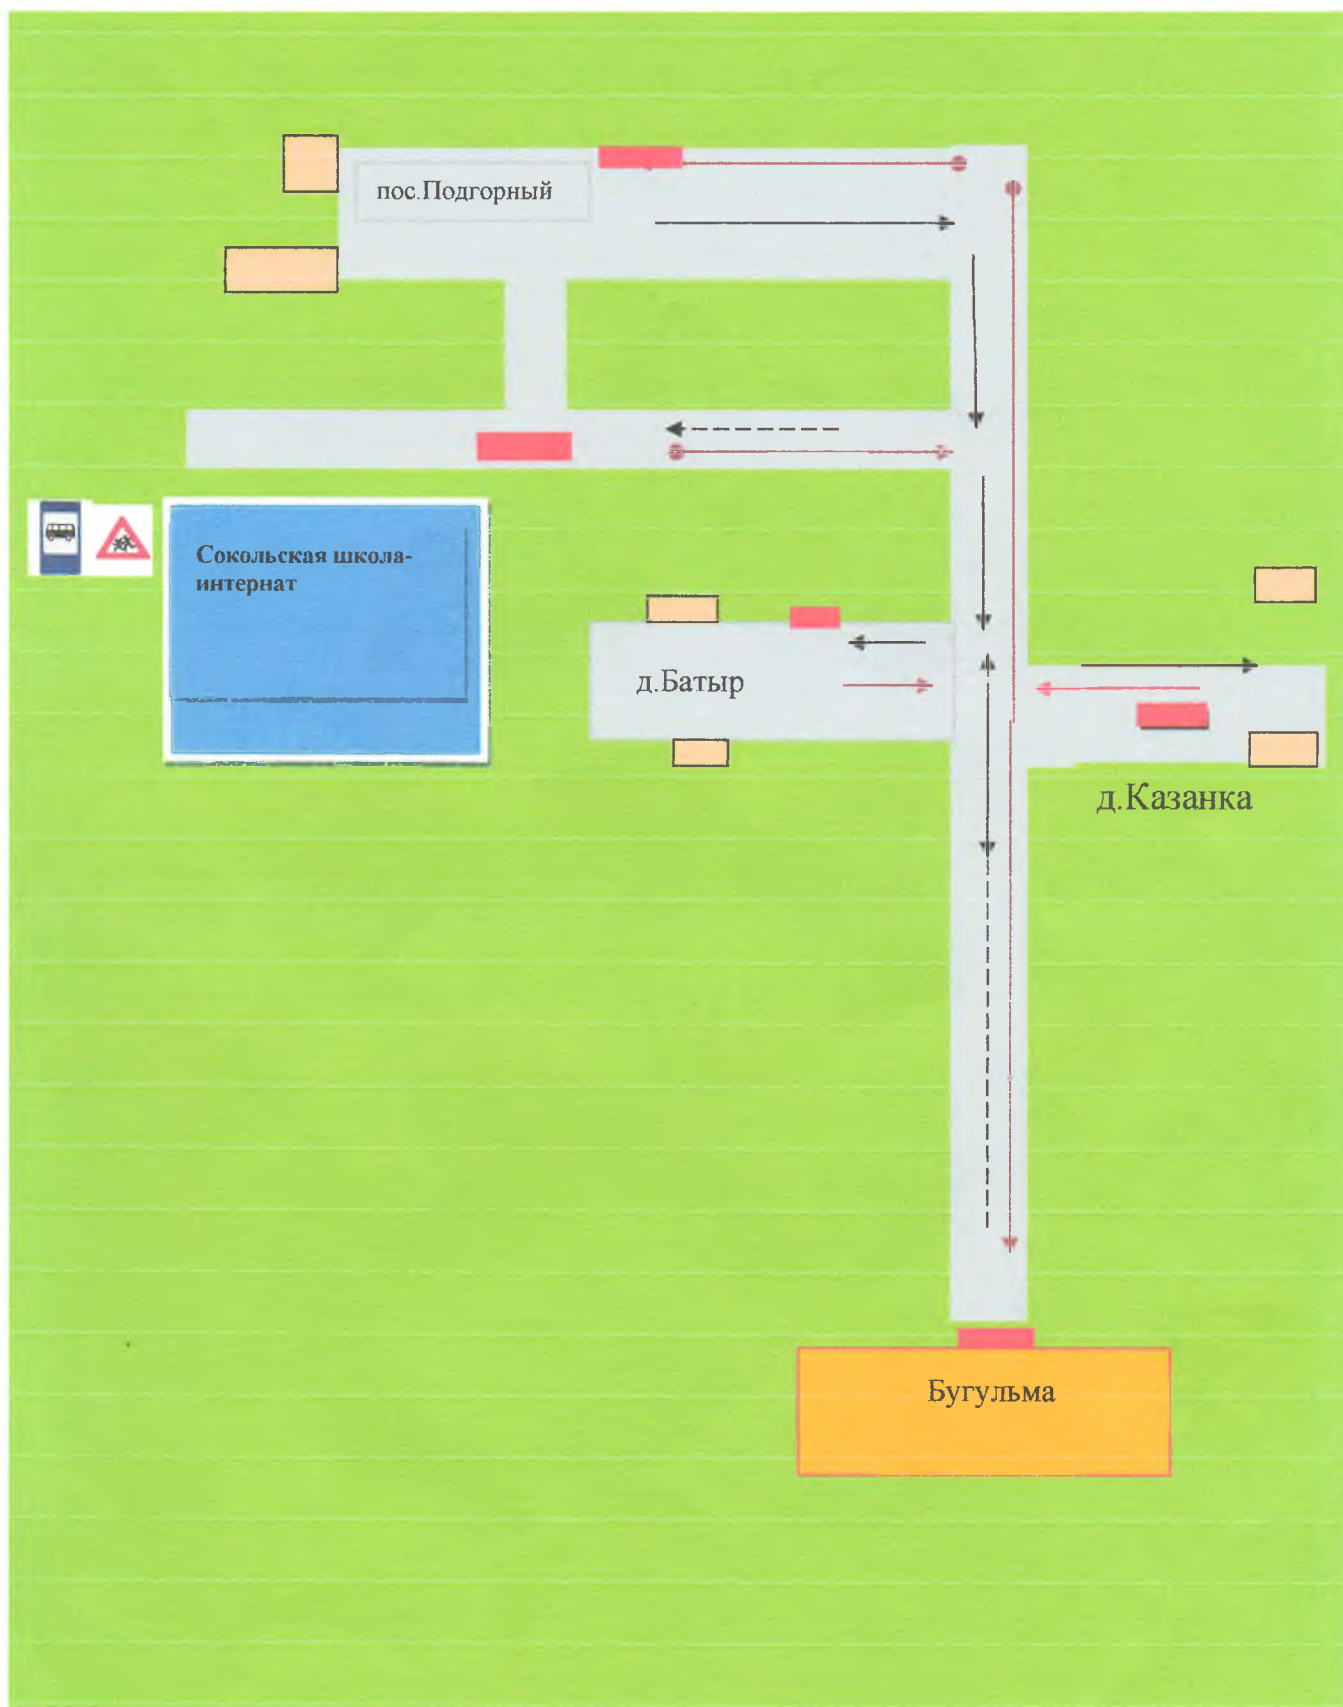 пос.Подгорный
Сокольская школа-
интернат
д.Батыр
д.Казанка
Бугульма